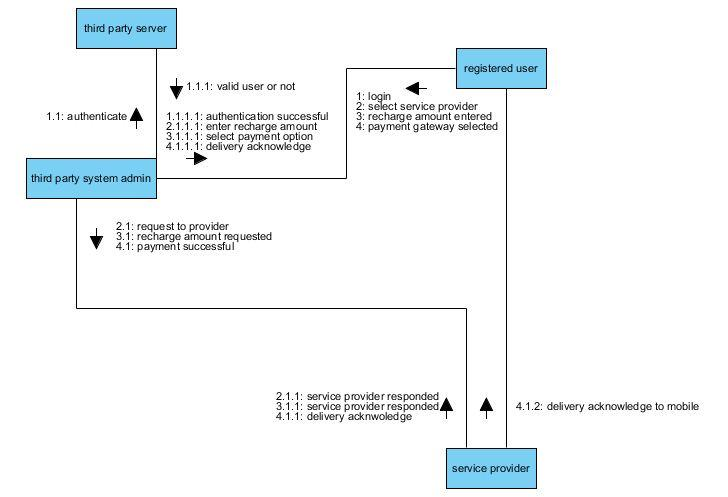 third party server
registered user
1.1.1: valid user or not
1.1: authenticate
1: login
2: select service provider
3: recharge amount entered
4: payment gateway selected
1.1.1.1: authentication successful
2.1.1.1: enter recharge amount
3.1.1.1: select payment option
4.1.1.1: delivery acknowledge
third party system admin
2.1: request to provider
3.1: recharge amount requested
4.1: payment successful
2.1.1: service provider responded
3.1.1: service provider responded
4.1.1: delivery acknwoledge
4.1.2: delivery acknowledge to mobile
service provider